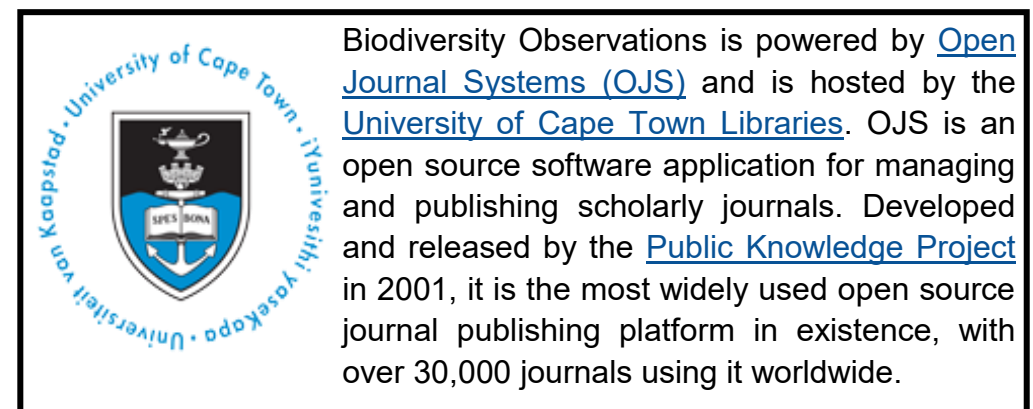 University of Cape Town · iYunivesithi yaseKapa · Universiteit van Kaapstad ·
SPES BONA
Biodiversity Observations is powered by Open
Journal Systems (OJS) and is hosted by the
University of Cape Town Libraries. OJS is an
open source software application for managing
and publishing scholarly journals. Developed
and released by the Public Knowledge Project
in 2001, it is the most widely used open source
journal publishing platform in existence, with
over 30,000 journals using it worldwide.